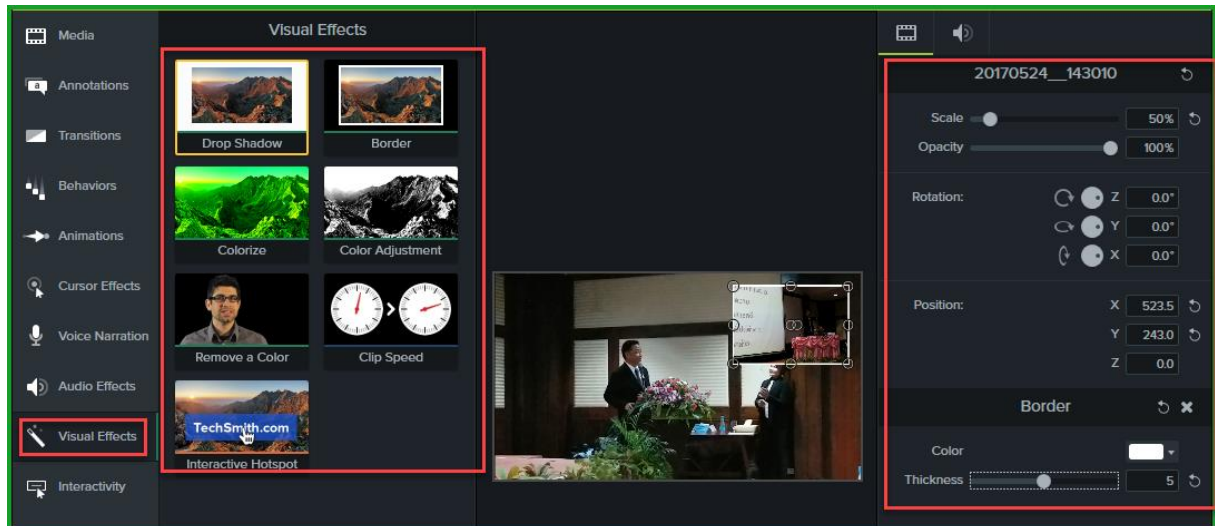 Media
Annotations
Transitions
Behaviors
Animations
Cursor Effects
Voice Narration
Audio Effects
Visual Effects
Interactivity
Visual Effects
Drop Shadow
Border
Colorize
Color Adjustment
Remove a Color
Clip Speed
TechSmith.com
Interactive Hotspot
20170524__143010
Scale 50%
Opacity 100%
Rotation: Z 0.0°
Y 0.0°
X 0.0°
Position: X 523.5
Y 243.0
Z 0.0
Border
Color
Thickness 5